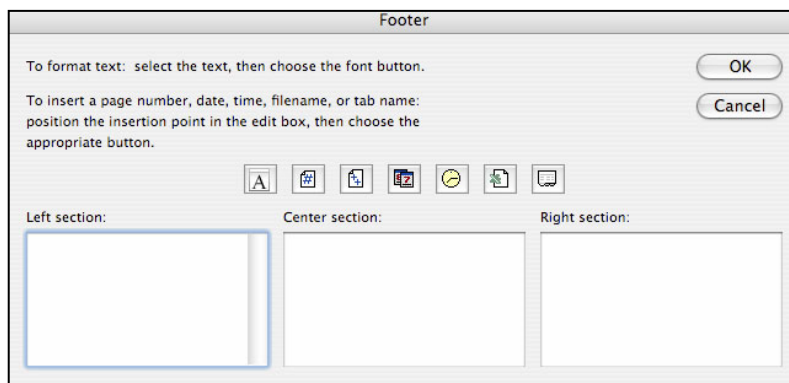 Footer
To format text: select the text, then choose the font button.
OK
To insert a page number, date, time, filename, or tab name:
position the insertion point in the edit box, then choose the
appropriate button.
Cancel
A
#
Left section:
Center section:
Right section: